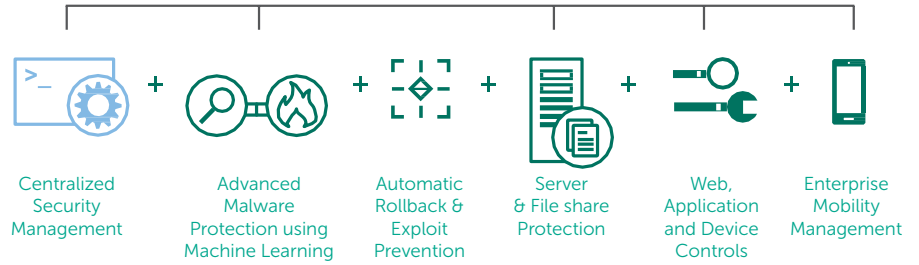 >_
Centralized
Security
Management
Advanced
Malware
Protection using
Machine Learning
Automatic
Rollback &
Exploit
Prevention
Server
& File share
Protection
Web,
Application
and Device
Controls
Enterprise
Mobility
Management